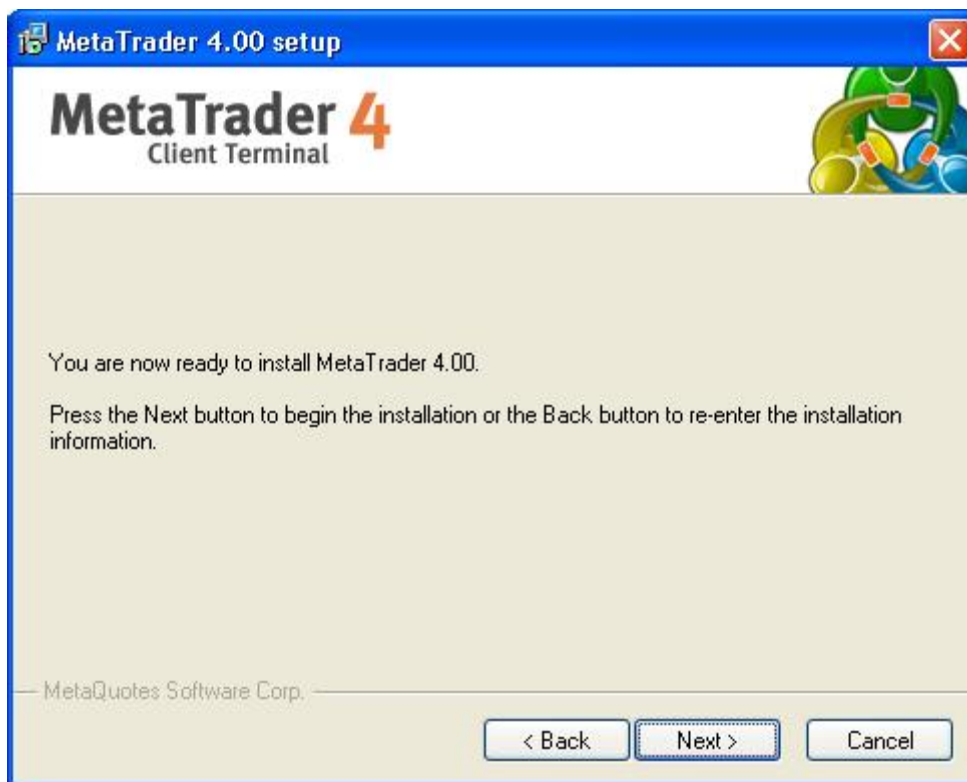 MetaTrader 4.00 setup
MetaTrader 4
Client Terminal
You are now ready to install MetaTrader 4.00.
Press the Next button to begin the installation or the Back button to re-enter the installation
information.
MetaQuotes Software Corp.
< Back Next > Cancel